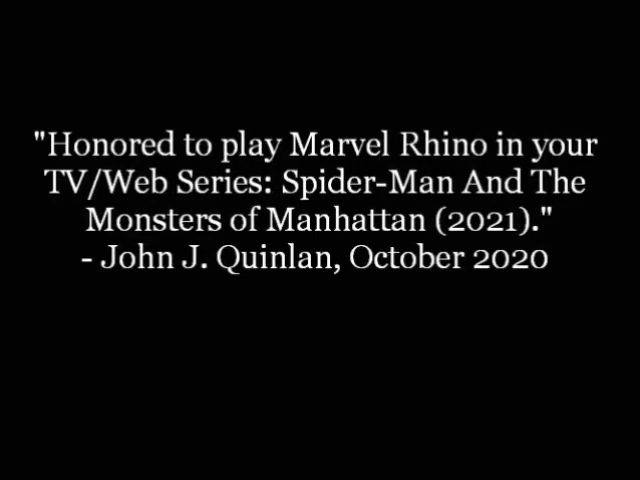 "Honored to play Marvel Rhino in your
TV/Web Series: Spider-Man And The
Monsters of Manhattan (2021)."
- John J. Quinlan, October 2020